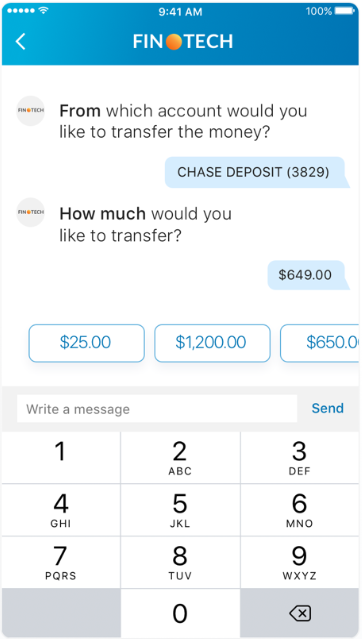 9:41 AM
100%
FIN TECH
FIN TECH
From which account would you
like to transfer the money?
CHASE DEPOSIT (3829)
FIN TECH
How much would you
like to transfer?
$649.00
$25.00
$1,200.00
$650.0
Write a message
Send
1
2
ABC
3
DEF
4
GHI
5
JKL
6
MNO
7
PQRS
8
TUV
9
WXYZ
0